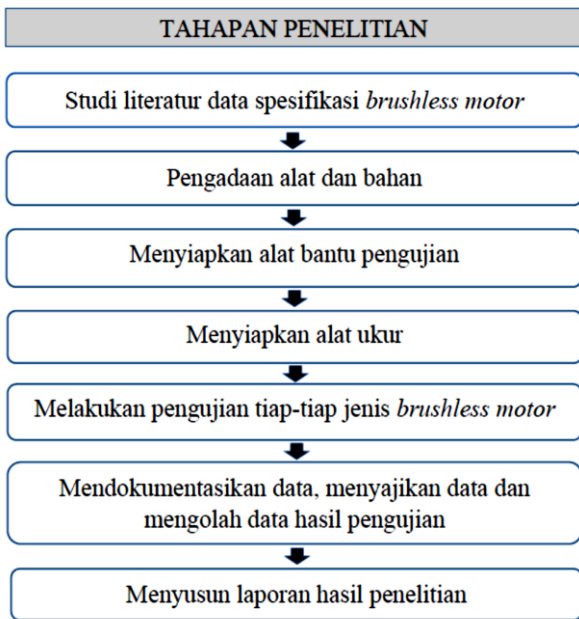 TAHAPAN PENELITIAN
Studi literatur data spesifikasi brushless motor
Pengadaan alat dan bahan
Menyiapkan alat bantu pengujian
Menyiapkan alat ukur
Melakukan pengujian tiap-tiap jenis brushless motor
Mendokumentasikan data, menyajikan data dan
mengolah data hasil pengujian
Menyusun laporan hasil penelitian